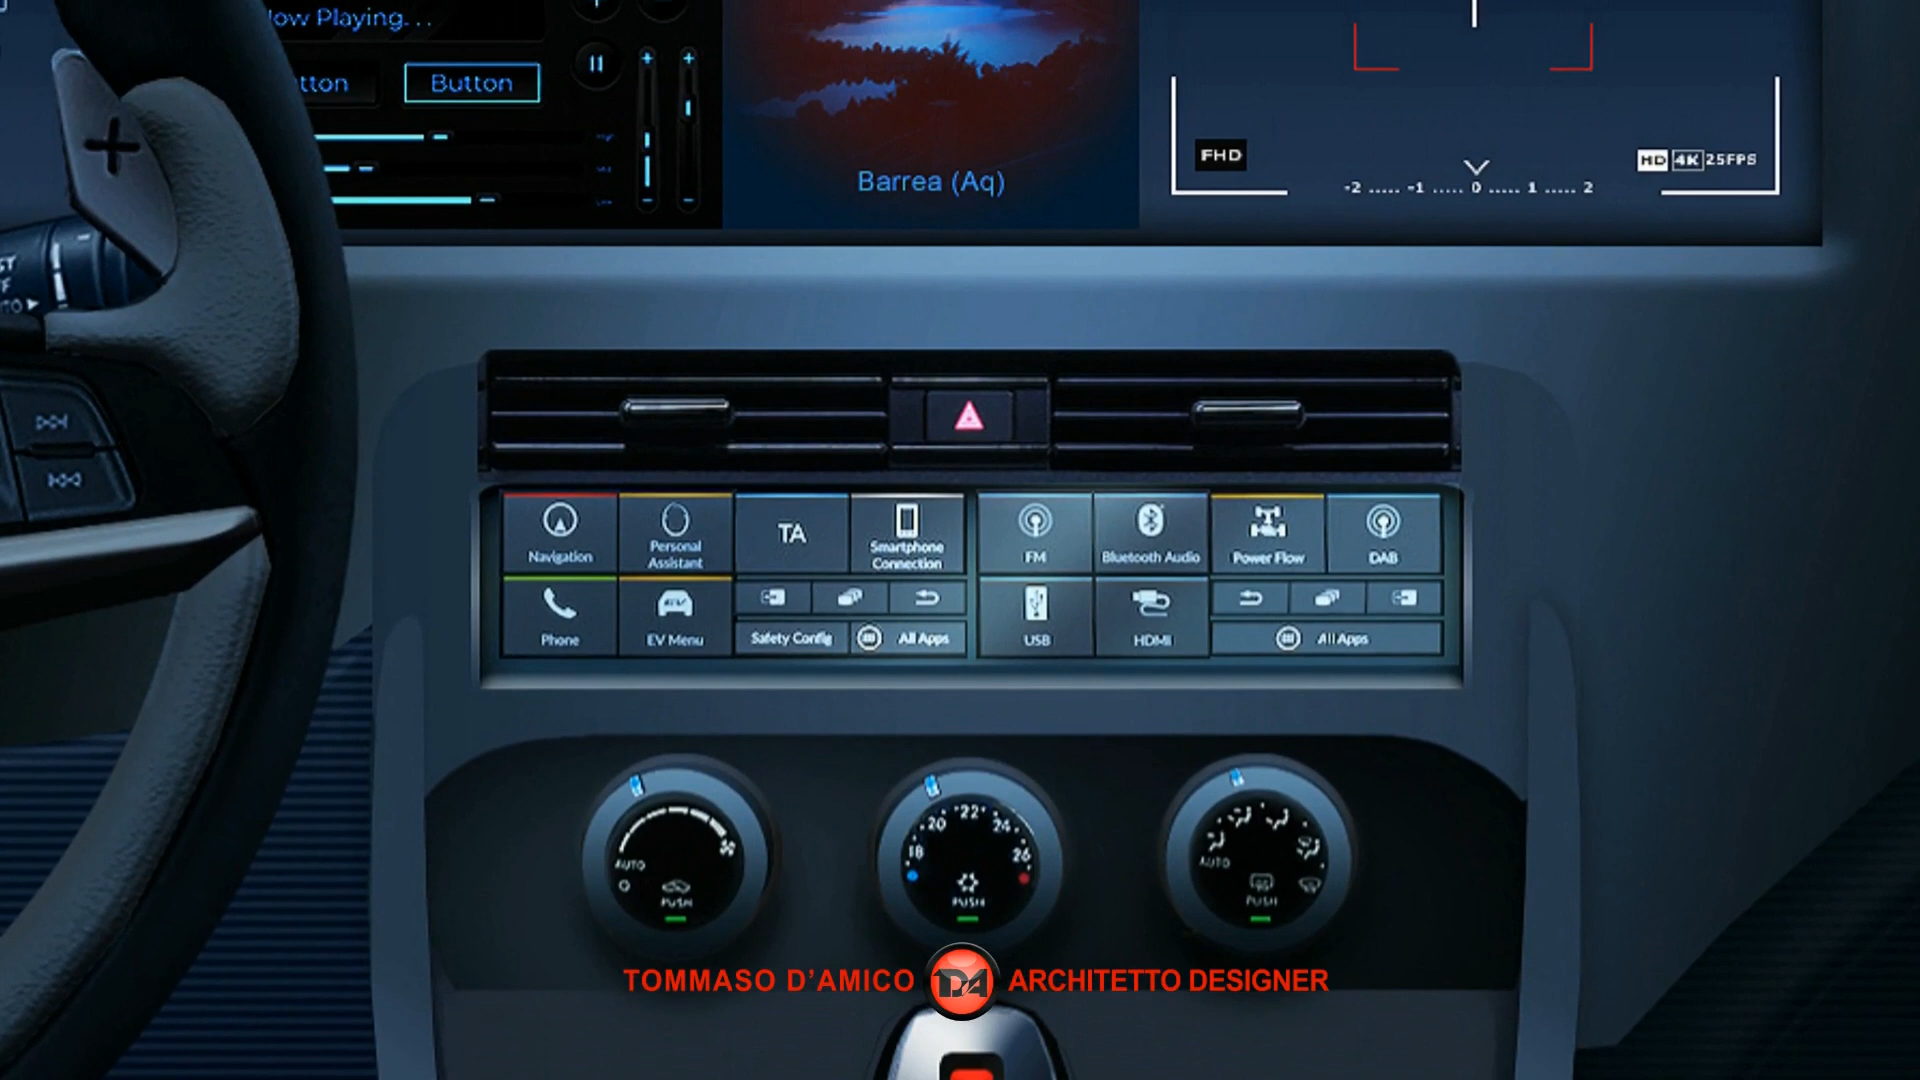 Now Playing...
Button
Barrea (Aq)
FHD
HD 4K 25FPS
-2 ..... -1 ..... 0 ..... 1 ..... 2
Navigation
Personal Assistant
TA
Smartphone Connection
FM
Bluetooth Audio
Power Flow
DAB
Phone
EV Menu
Safety Config
All Apps
USB
HDMI
All Apps
AUTO
PUSH
18 20 22 24 26
PUSH
AUTO
PUSH
TOMMASO D'AMICO
TDA
ARCHITETTO DESIGNER